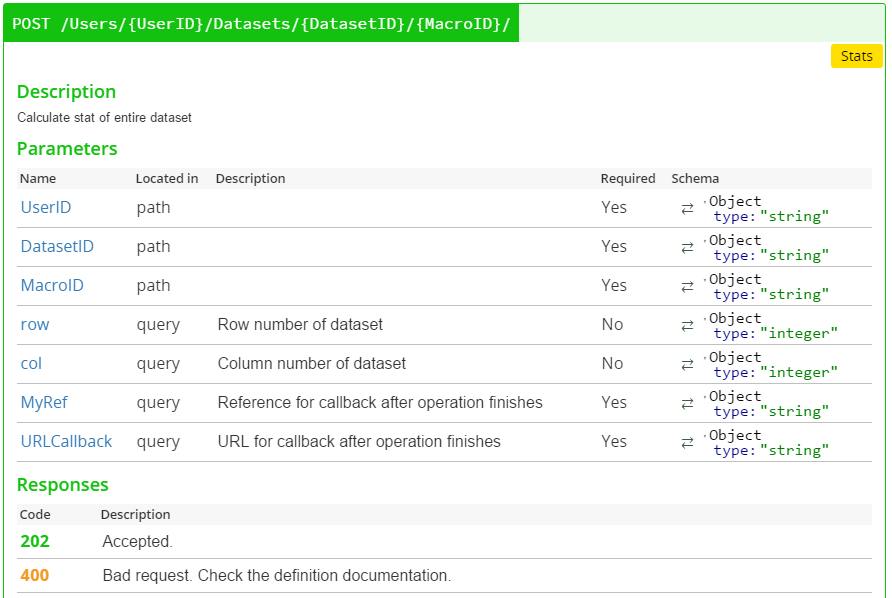 POST /Users/{UserID}/Datasets/{DatasetID}/{MacroID}/
Stats
Description
Calculate stat of entire dataset
Parameters
Name Located in Description Required Schema
UserID path Yes ⇄ Object
type: "string"
DatasetID path Yes ⇄ Object
type: "string"
MacroID path Yes ⇄ Object
type: "string"
row query Row number of dataset No ⇄ Object
type: "integer"
col query Column number of dataset No ⇄ Object
type: "integer"
MyRef query Reference for callback after operation finishes Yes ⇄ Object
type: "string"
URLCallback query URL for callback after operation finishes Yes ⇄ Object
type: "string"
Responses
Code Description
202 Accepted.
400 Bad request. Check the definition documentation.